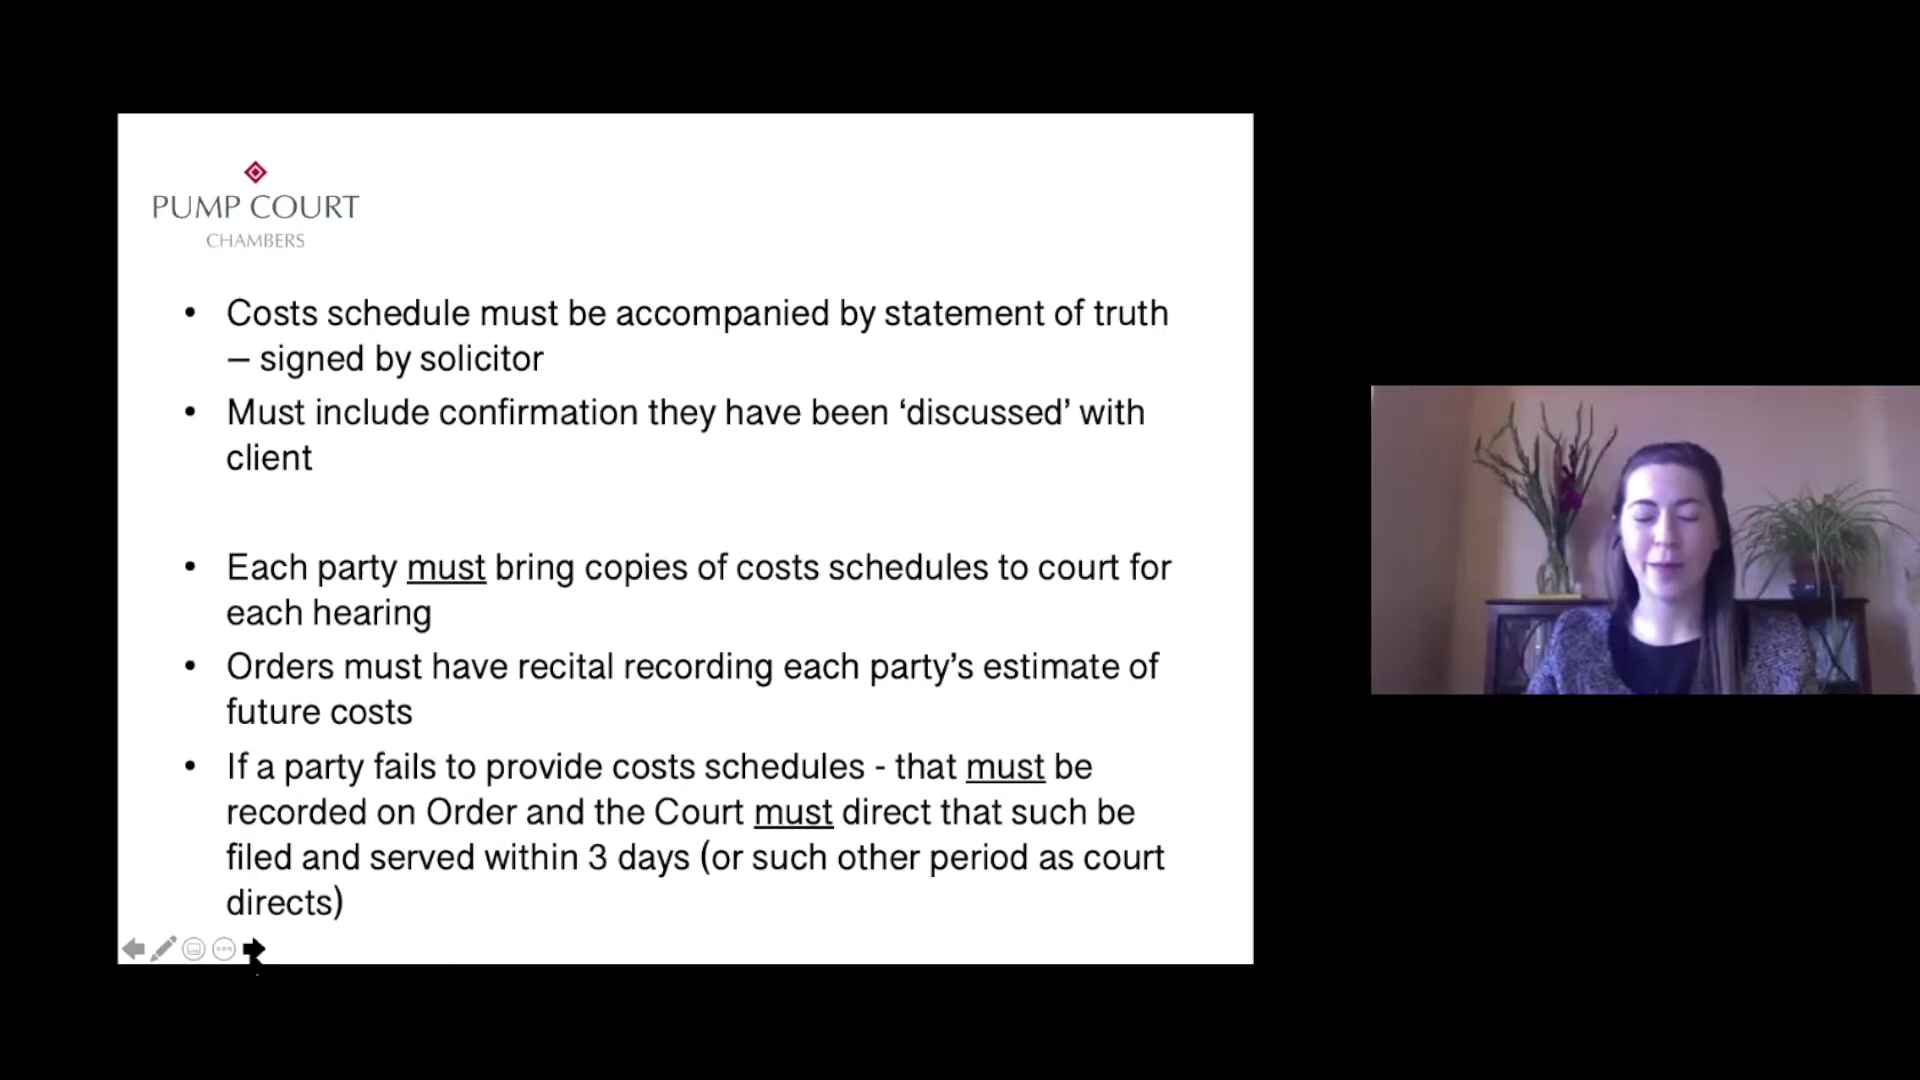 PUMP COURT
CHAMBERS
• Costs schedule must be accompanied by statement of truth
– signed by solicitor
• Must include confirmation they have been ‘discussed’ with
client
• Each party must bring copies of costs schedules to court for
each hearing
• Orders must have recital recording each party’s estimate of
future costs
• If a party fails to provide costs schedules - that must be
recorded on Order and the Court must direct that such be
filed and served within 3 days (or such other period as court
directs)